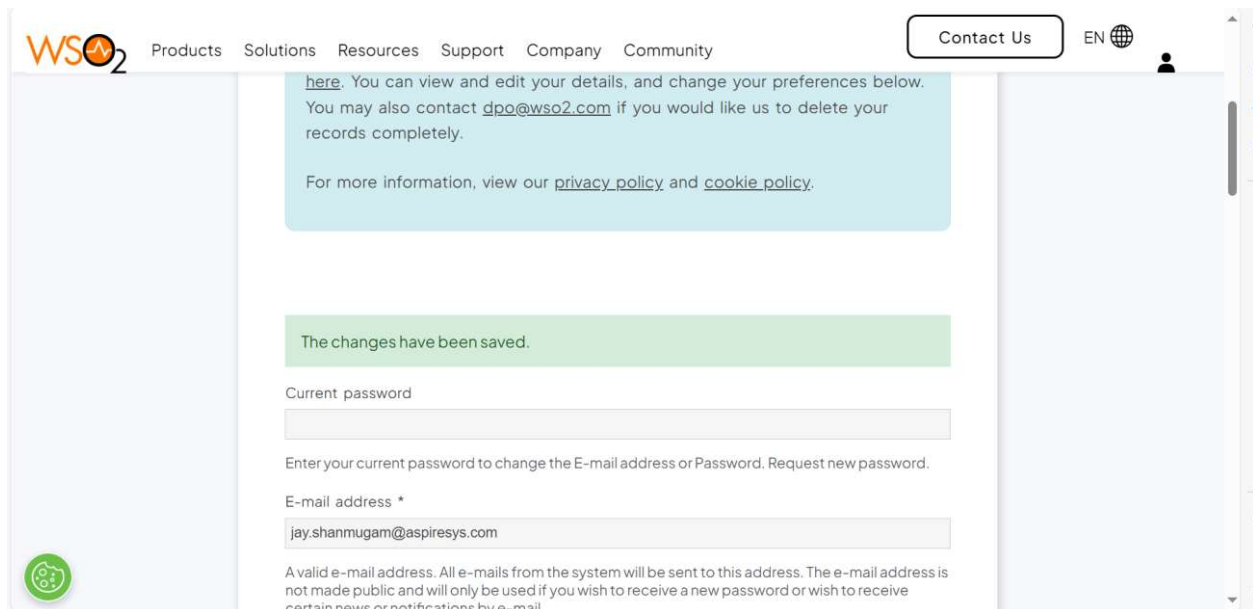 WSO2 Products Solutions Resources Support Company Community Contact Us EN
here. You can view and edit your details, and change your preferences below.
You may also contact dpo@wso2.com if you would like us to delete your
records completely.
For more information, view our privacy policy and cookie policy.
The changes have been saved.
Current password
Enter your current password to change the E-mail address or Password. Request new password.
E-mail address *
jay.shanmugam@aspiresys.com
A valid e-mail address. All e-mails from the system will be sent to this address. The e-mail address is
not made public and will only be used if you wish to receive a new password or wish to receive
certain news or notifications by e-mail.